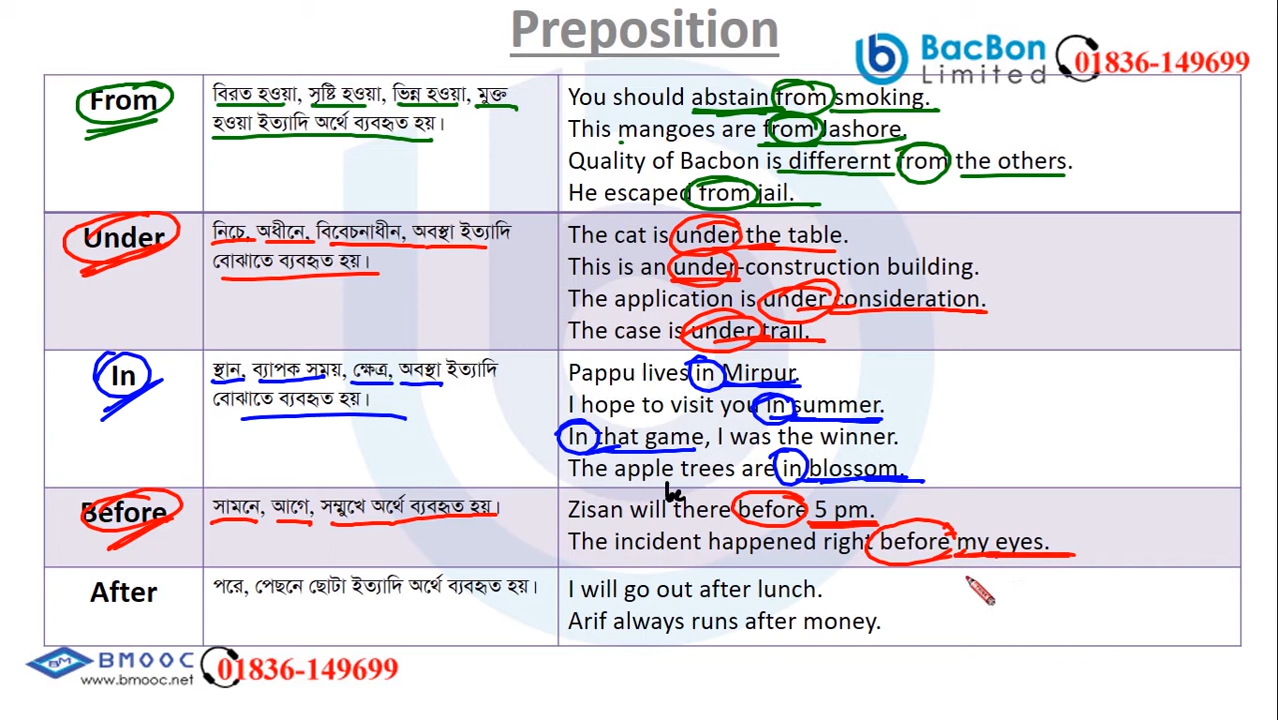 Preposition
BacBon
Limited
01836-149699
From
বিরত হওয়া, সৃষ্টি হওয়া, ভিন্ন হওয়া, মুক্ত
হওয়া ইত্যাদি অর্থে ব্যবহৃত হয়।
You should abstain from smoking.
This mangoes are from Jashore.
Quality of Bacbon is differernt from the others.
He escaped from jail.
Under
নিচে, অধীনে, বিবেচনাধীন, অবস্থা ইত্যাদি
বোঝাতে ব্যবহৃত হয়।
The cat is under the table.
This is an under-construction building.
The application is under consideration.
The case is under trail.
In
স্থান, ব্যাপক সময়, ক্ষেত্র, অবস্থা ইত্যাদি
বোঝাতে ব্যবহৃত হয়।
Pappu lives in Mirpur.
I hope to visit you in summer.
In that game, I was the winner.
The apple trees are in blossom.
Before
সামনে, আগে, সম্মুখে অর্থে ব্যবহৃত হয়।
be
Zisan will there before 5 pm.
The incident happened right before my eyes.
After
পরে, পেছনে ছোটা ইত্যাদি অর্থে ব্যবহৃত হয়।
I will go out after lunch.
Arif always runs after money.
BM BMOOC
www.bmooc.net
01836-149699